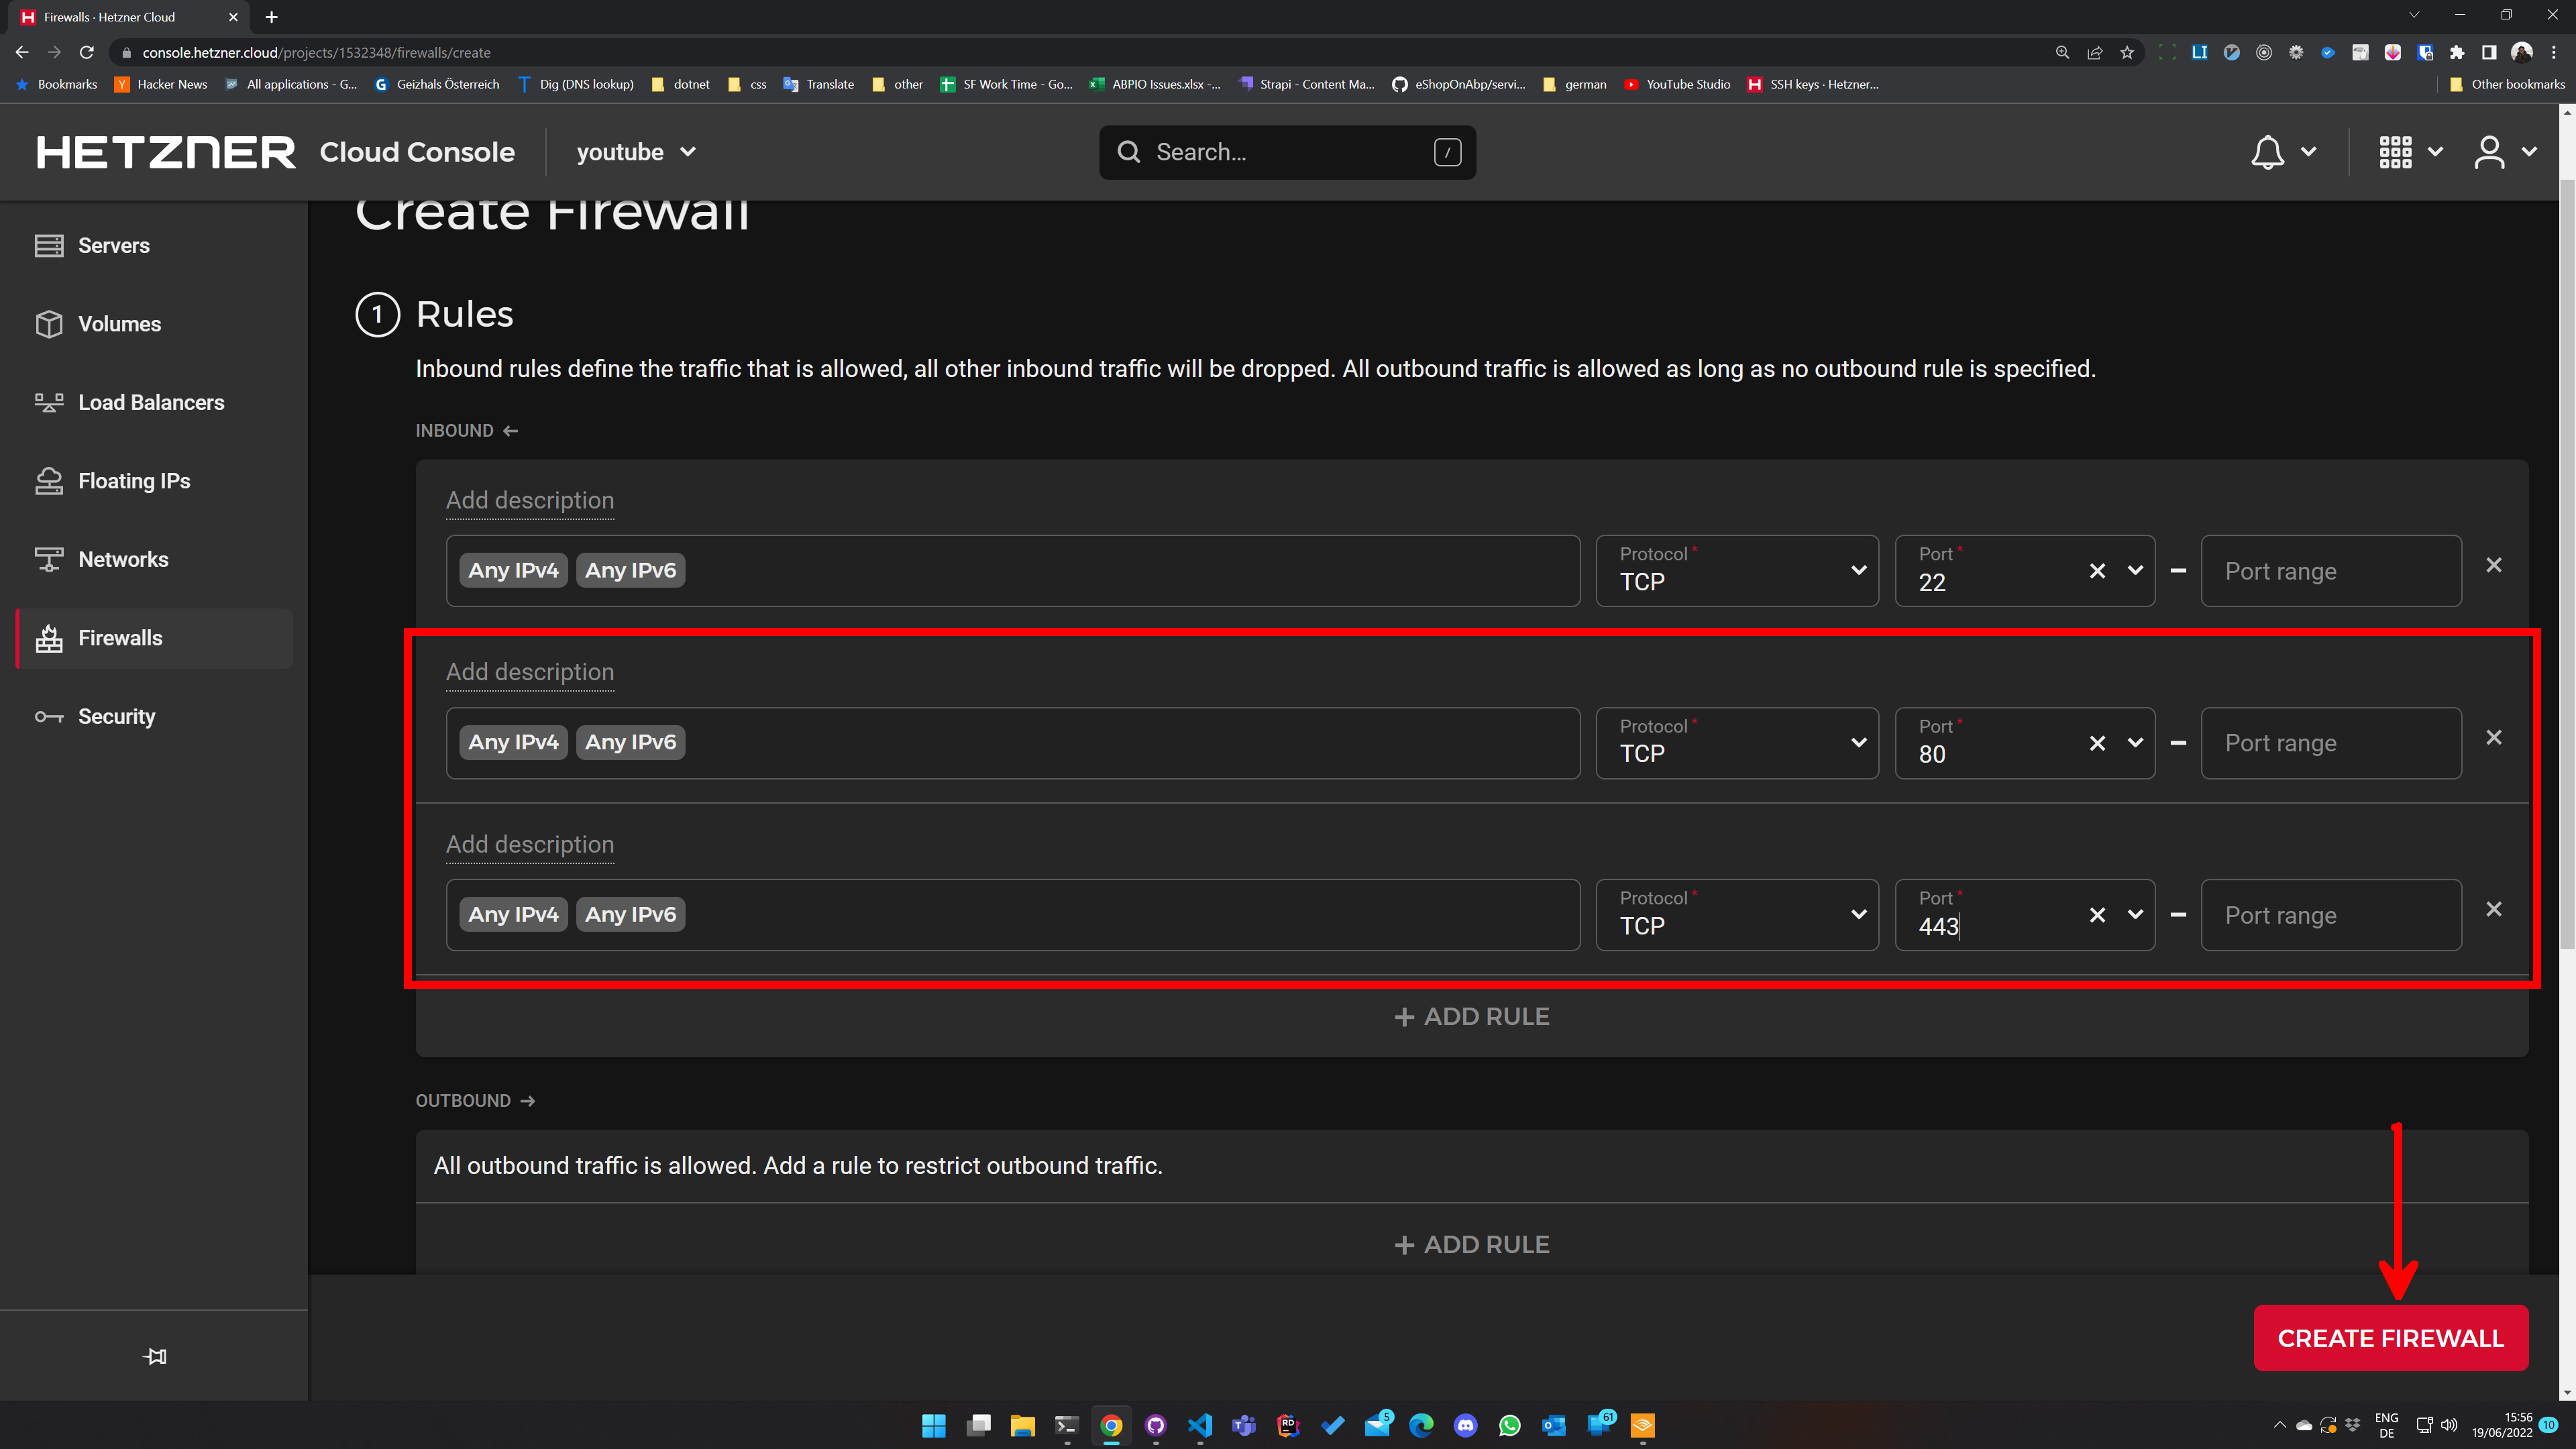 Firewalls · Hetzner Cloud
console.hetzner.cloud/projects/1532348/firewalls/create
Bookmarks Hacker News All applications - G... Geizhals Österreich Dig (DNS lookup) dotnet css Translate other SF Work Time - Go... ABPIO Issues.xlsx -... Strapi - Content Ma... eShopOnAbp/servi... german YouTube Studio SSH keys · Hetzner... Other bookmarks
HETZNER Cloud Console youtube Search... /
Create Firewall
Servers
Volumes
Load Balancers
Floating IPs
Networks
Firewalls
Security
1 Rules
Inbound rules define the traffic that is allowed, all other inbound traffic will be dropped. All outbound traffic is allowed as long as no outbound rule is specified.
INBOUND ←
Add description
Any IPv4 Any IPv6 Protocol * TCP Port * 22 – Port range
Add description
Any IPv4 Any IPv6 Protocol * TCP Port * 80 – Port range
Add description
Any IPv4 Any IPv6 Protocol * TCP Port * 443 – Port range
+ ADD RULE
OUTBOUND →
All outbound traffic is allowed. Add a rule to restrict outbound traffic.
+ ADD RULE
CREATE FIREWALL
5 61
ENG
DE
15:56
19/06/2022
10